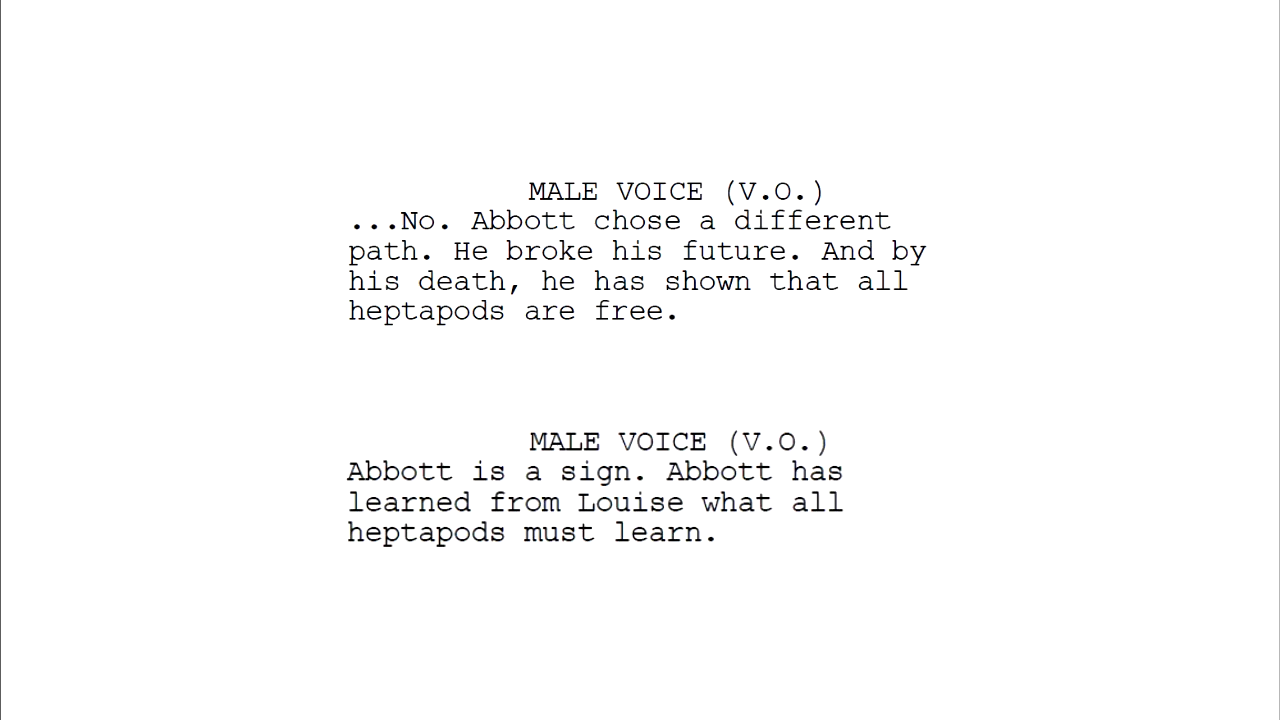 MALE VOICE (V.O.)
...No. Abbott chose a different
path. He broke his future. And by
his death, he has shown that all
heptapods are free.
MALE VOICE (V.O.)
Abbott is a sign. Abbott has
learned from Louise what all
heptapods must learn.